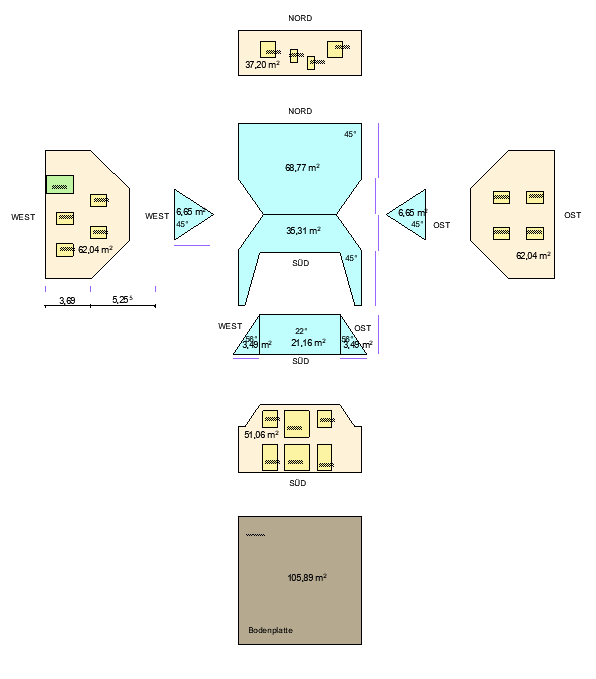 NORD
37,20 m²
NORD
45°
68,77 m²
WEST
WEST
6,65 m²
45°
6,65 m²
45°
OST
OST
35,31 m²
62,04 m²
62,04 m²
SÜD
45°
3,69
5,25⁵
WEST
OST
22°
56°
3,49 m²
21,16 m²
56°
3,49 m²
SÜD
51,06 m²
SÜD
105,89 m²
Bodenplatte